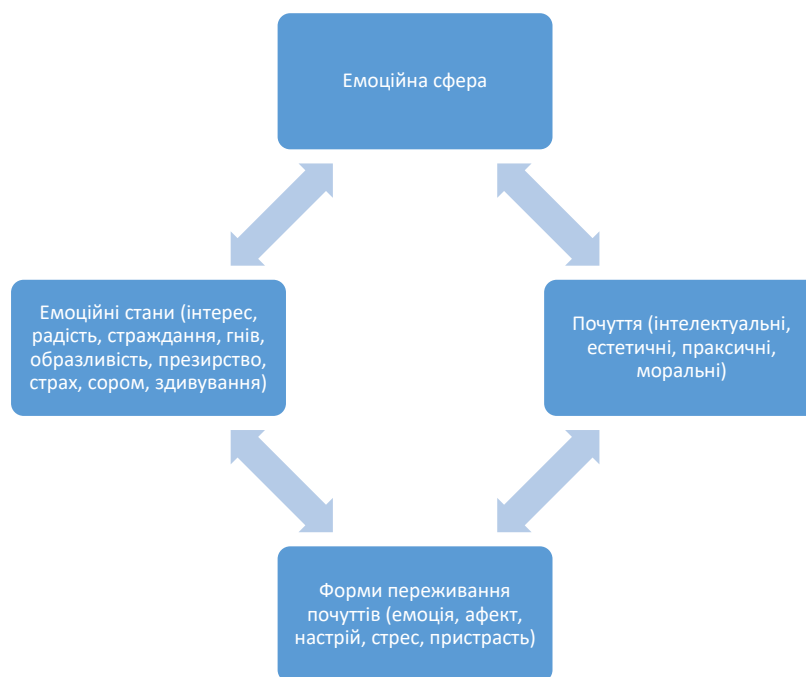 Емоційна сфера
Емоційні стани (інтерес,
радість, страждання, гнів,
образливість, презирство,
страх, сором, здивування)
Почуття (інтелектуальні,
естетичні, праксичні,
моральні)
Форми переживання
почуттів (емоція, афект,
настрій, стрес, пристрасть)